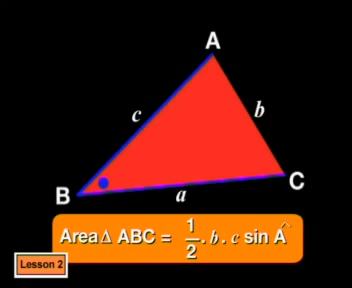 A
c
b
B
a
C
Area Δ ABC = 1/2 . b . c sin Â
Lesson 2